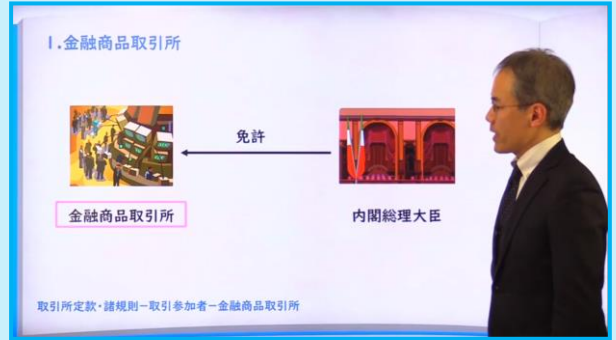 1.金融商品取引所
免許
金融商品取引所
内閣総理大臣
取引所定款・諸規則－取引参加者－金融商品取引所